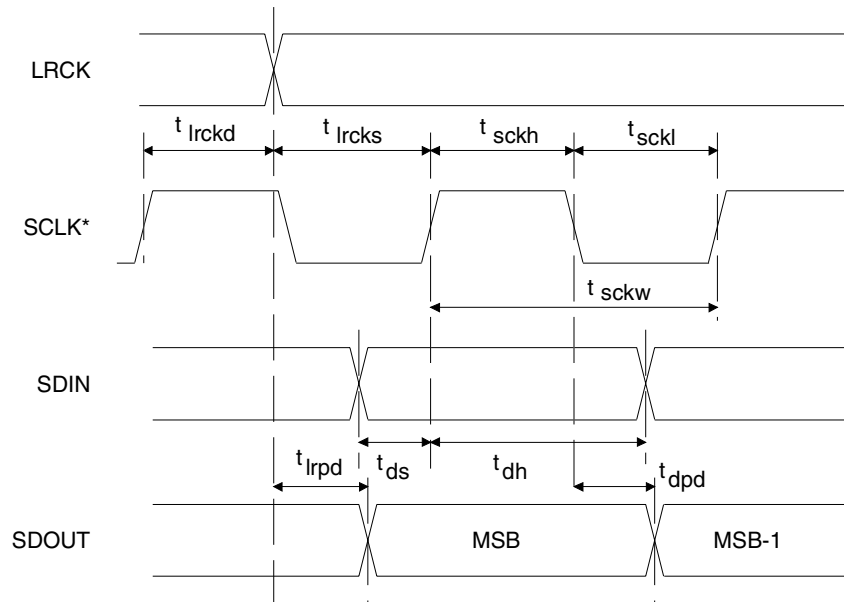 LRCK
t lrckd
t lrcks
t sckh
t sckl
SCLK*
t sckw
SDIN
t lrpd
t ds
t dh
t dpd
SDOUT
MSB
MSB-1